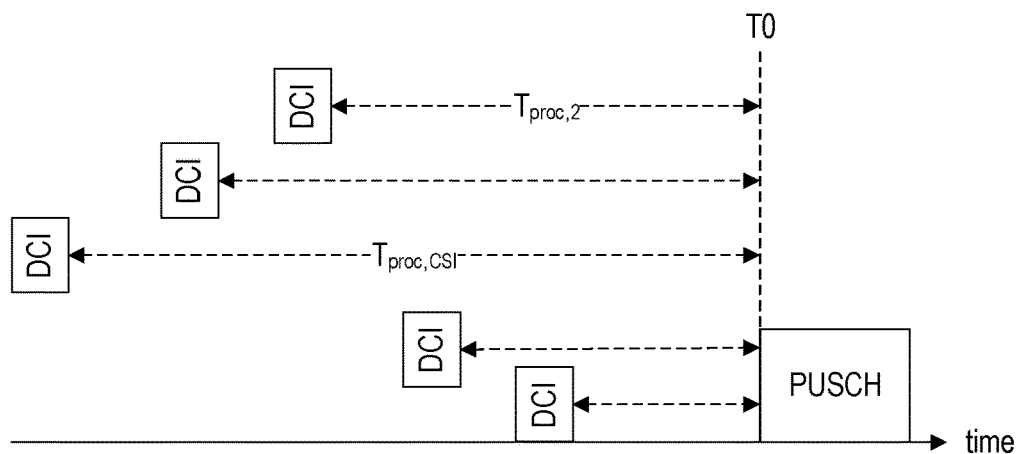 T0
DCI
Tproc,2
DCI
DCI
Tproc,CSI
DCI
DCI
PUSCH
time